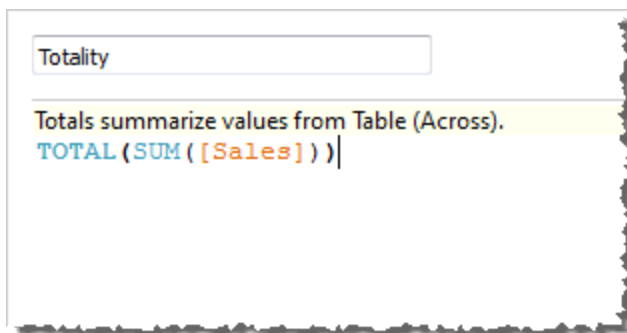 Totality
Totals summarize values from Table (Across).
TOTAL(SUM([Sales]))